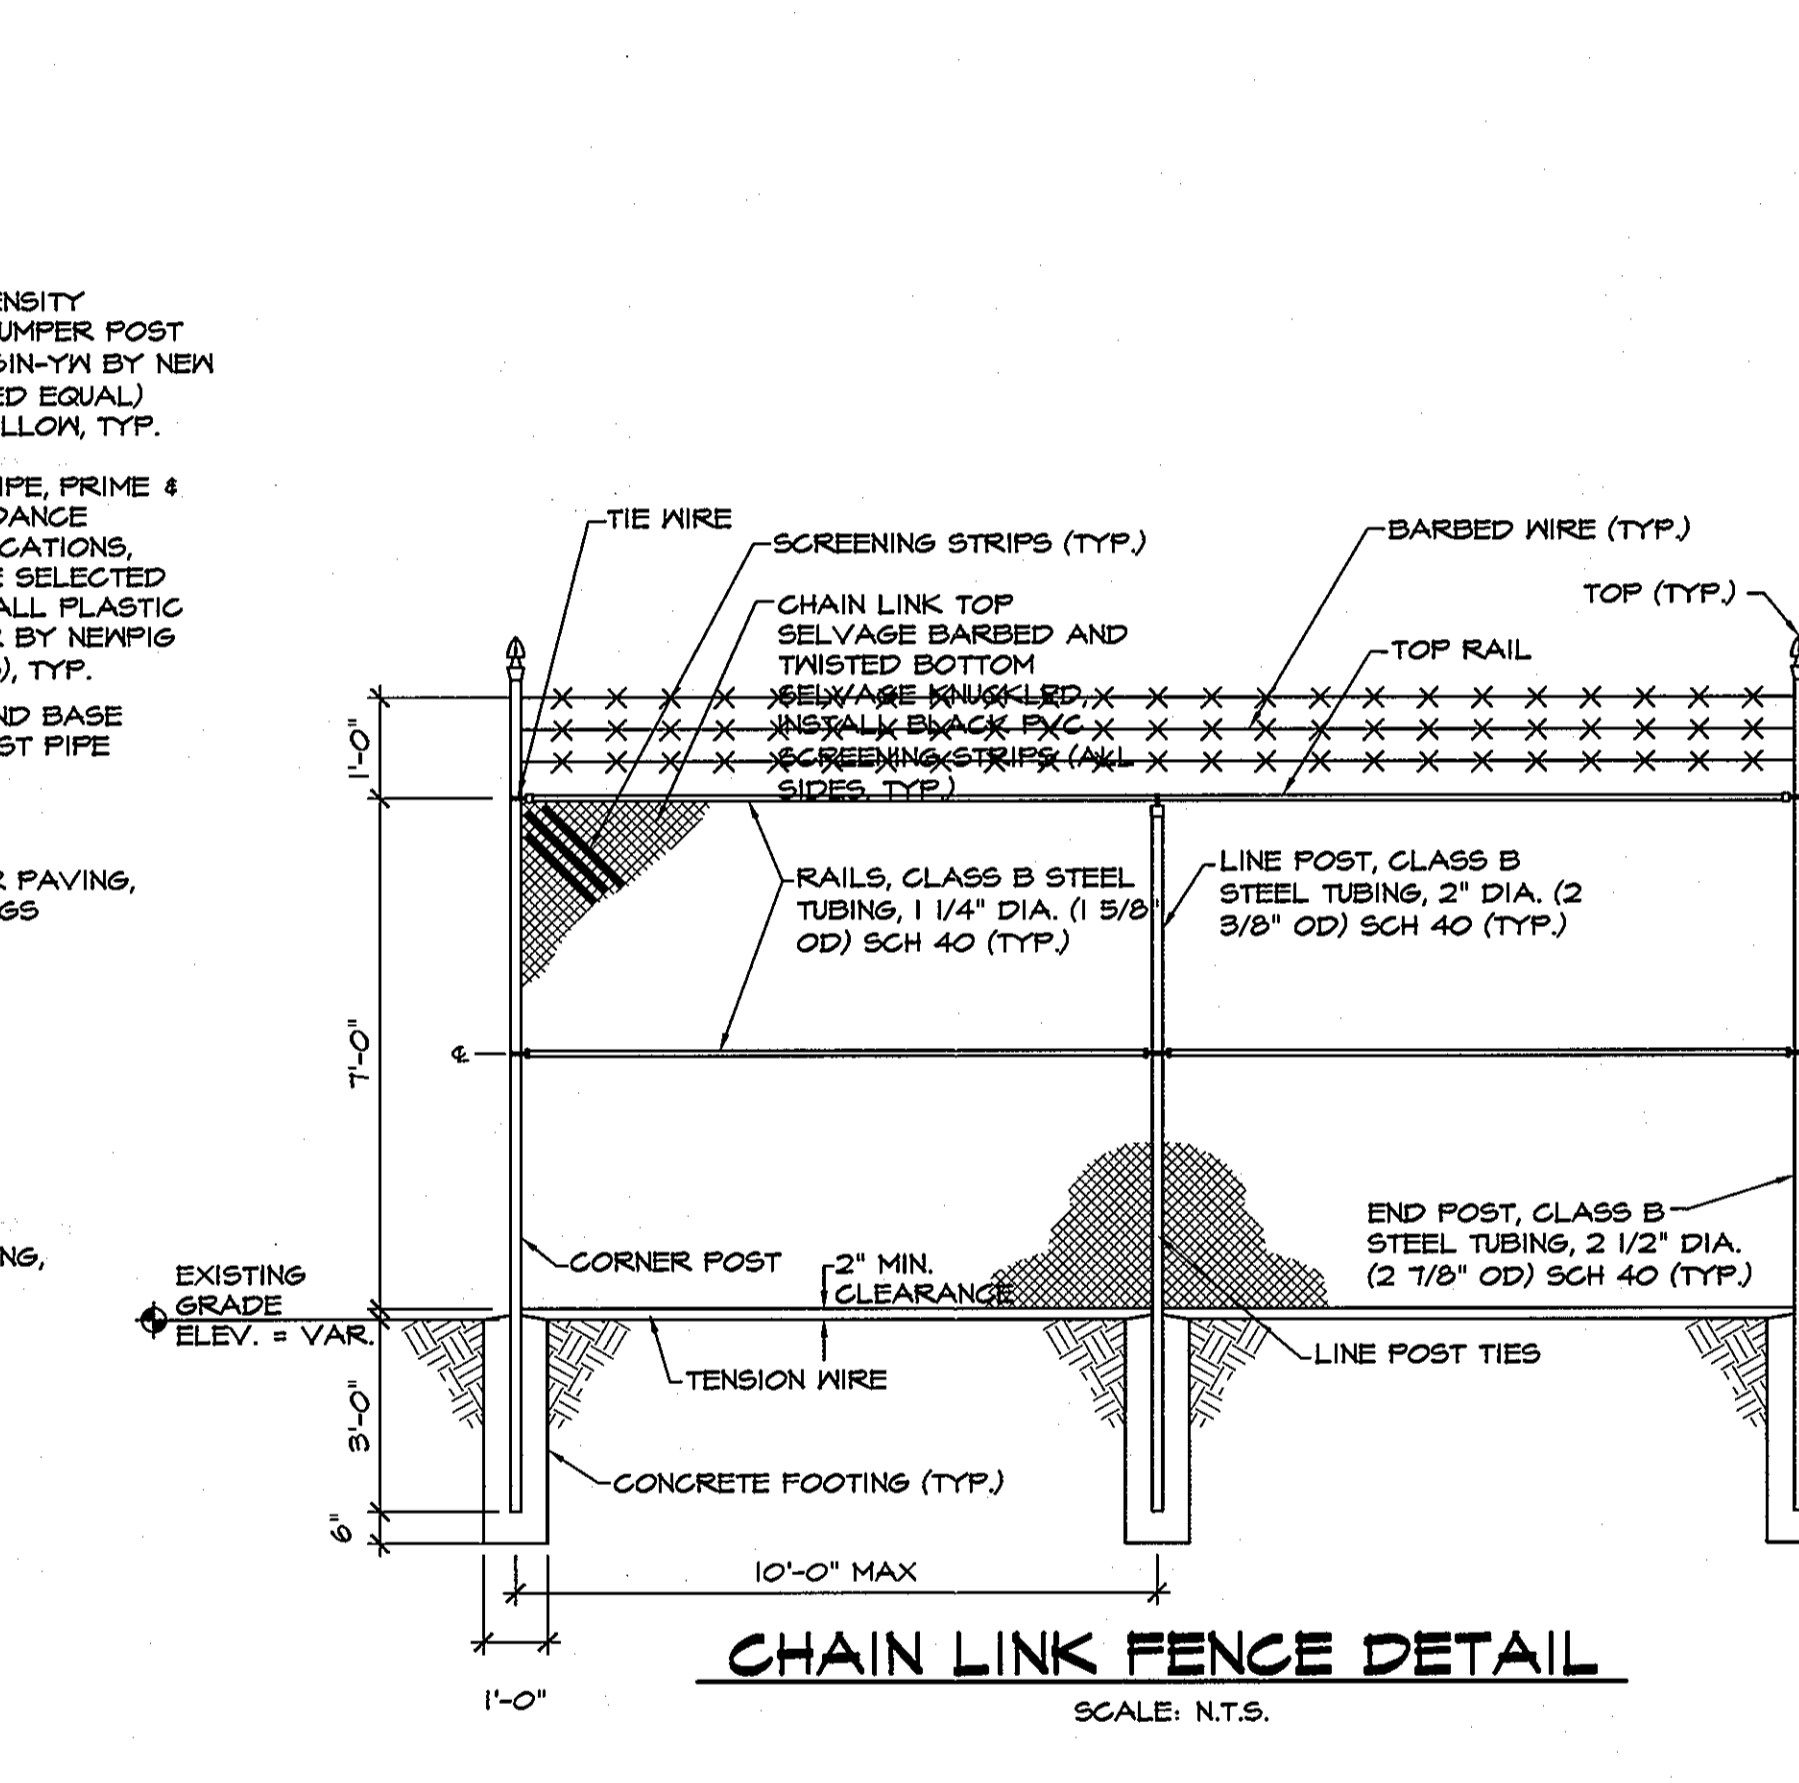 ENSITY
UMPER POST
SIN-YW BY NEW
ED EQUAL)
LLOW, TYP.
IPE, PRIME &
DANCE
CATIONS,
E SELECTED
ALL PLASTIC
R BY NEWPIG
), TYP.
ND BASE
ST PIPE
R PAVING,
GS
NG,
TIE WIRE
SCREENING STRIPS (TYP.)
CHAIN LINK TOP
SELVAGE BARBED AND
TWISTED BOTTOM
SELVAGE KNUCKLED,
INSTALL BLACK PVC
SCREENING STRIPS (ALL
SIDES, TYP.)
BARBED WIRE (TYP.)
TOP (TYP.)
TOP RAIL
1'-0"
RAILS, CLASS B STEEL
TUBING, 1 1/4" DIA. (1 5/8
OD) SCH 40 (TYP.)
LINE POST, CLASS B
STEEL TUBING, 2" DIA. (2
3/8" OD) SCH 40 (TYP.)
7'-0"
℄
END POST, CLASS B
STEEL TUBING, 2 1/2" DIA.
(2 7/8" OD) SCH 40 (TYP.)
CORNER POST
2" MIN.
CLEARANCE
EXISTING
GRADE
ELEV. = VAR.
LINE POST TIES
TENSION WIRE
3'-0"
CONCRETE FOOTING (TYP.)
6"
10'-0" MAX
1'-0"
CHAIN LINK FENCE DETAIL
SCALE: N.T.S.